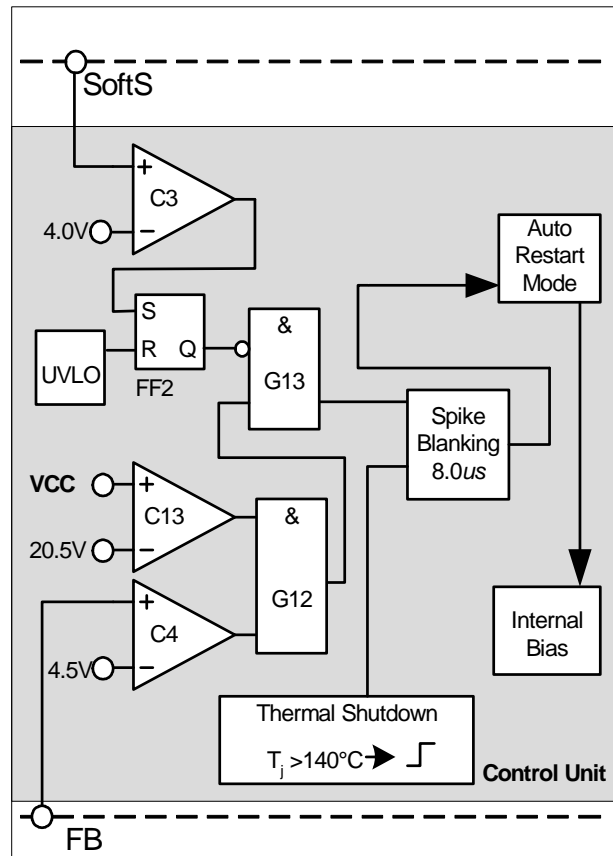 SoftS
+
C3
4.0V
−
Auto
Restart
Mode
S
R Q
FF2
UVLO
&
G13
Spike
Blanking
8.0us
VCC
+
C13
20.5V
−
&
G12
+
C4
4.5V
−
Internal
Bias
Thermal Shutdown
Tj >140°C
Control Unit
FB